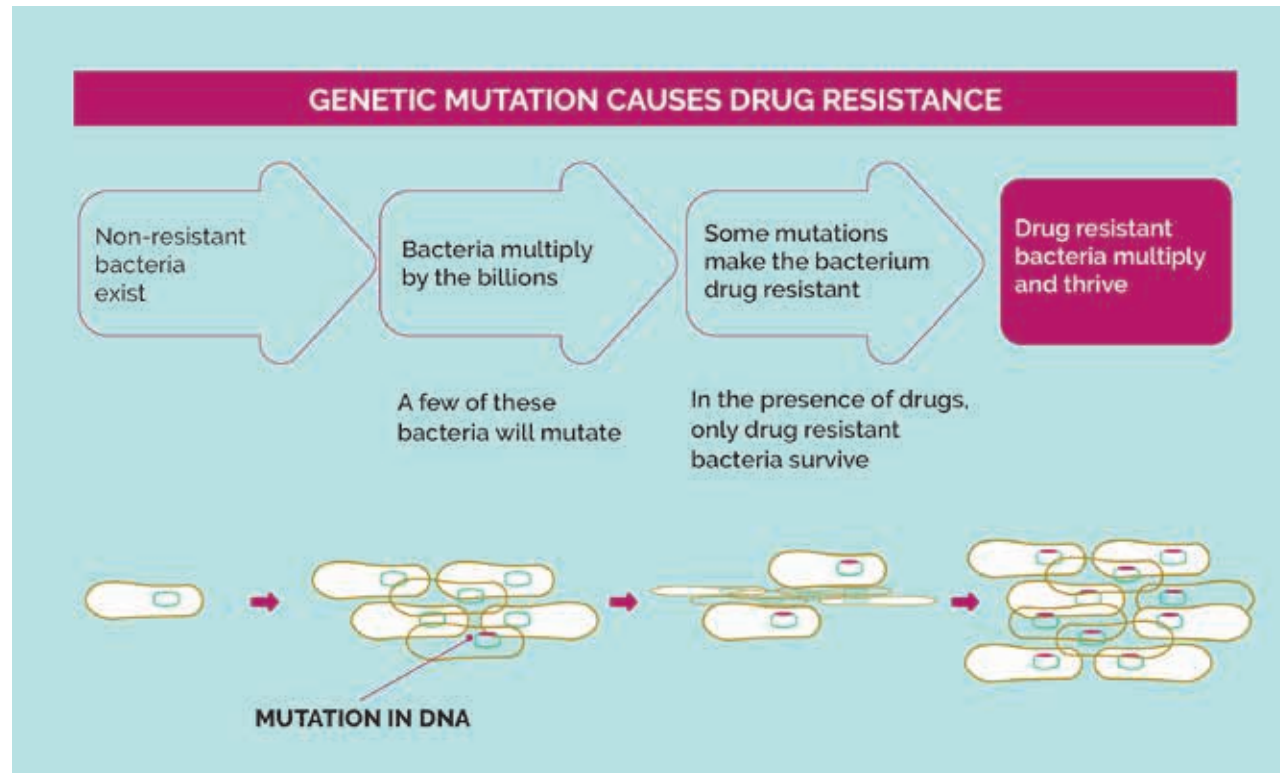 GENETIC MUTATION CAUSES DRUG RESISTANCE
Non-resistant
bacteria
exist
Bacteria multiply
by the billions
Some mutations
make the bacterium
drug resistant
Drug resistant
bacteria multiply
and thrive
A few of these
bacteria will mutate
In the presence of drugs,
only drug resistant
bacteria survive
MUTATION IN DNA